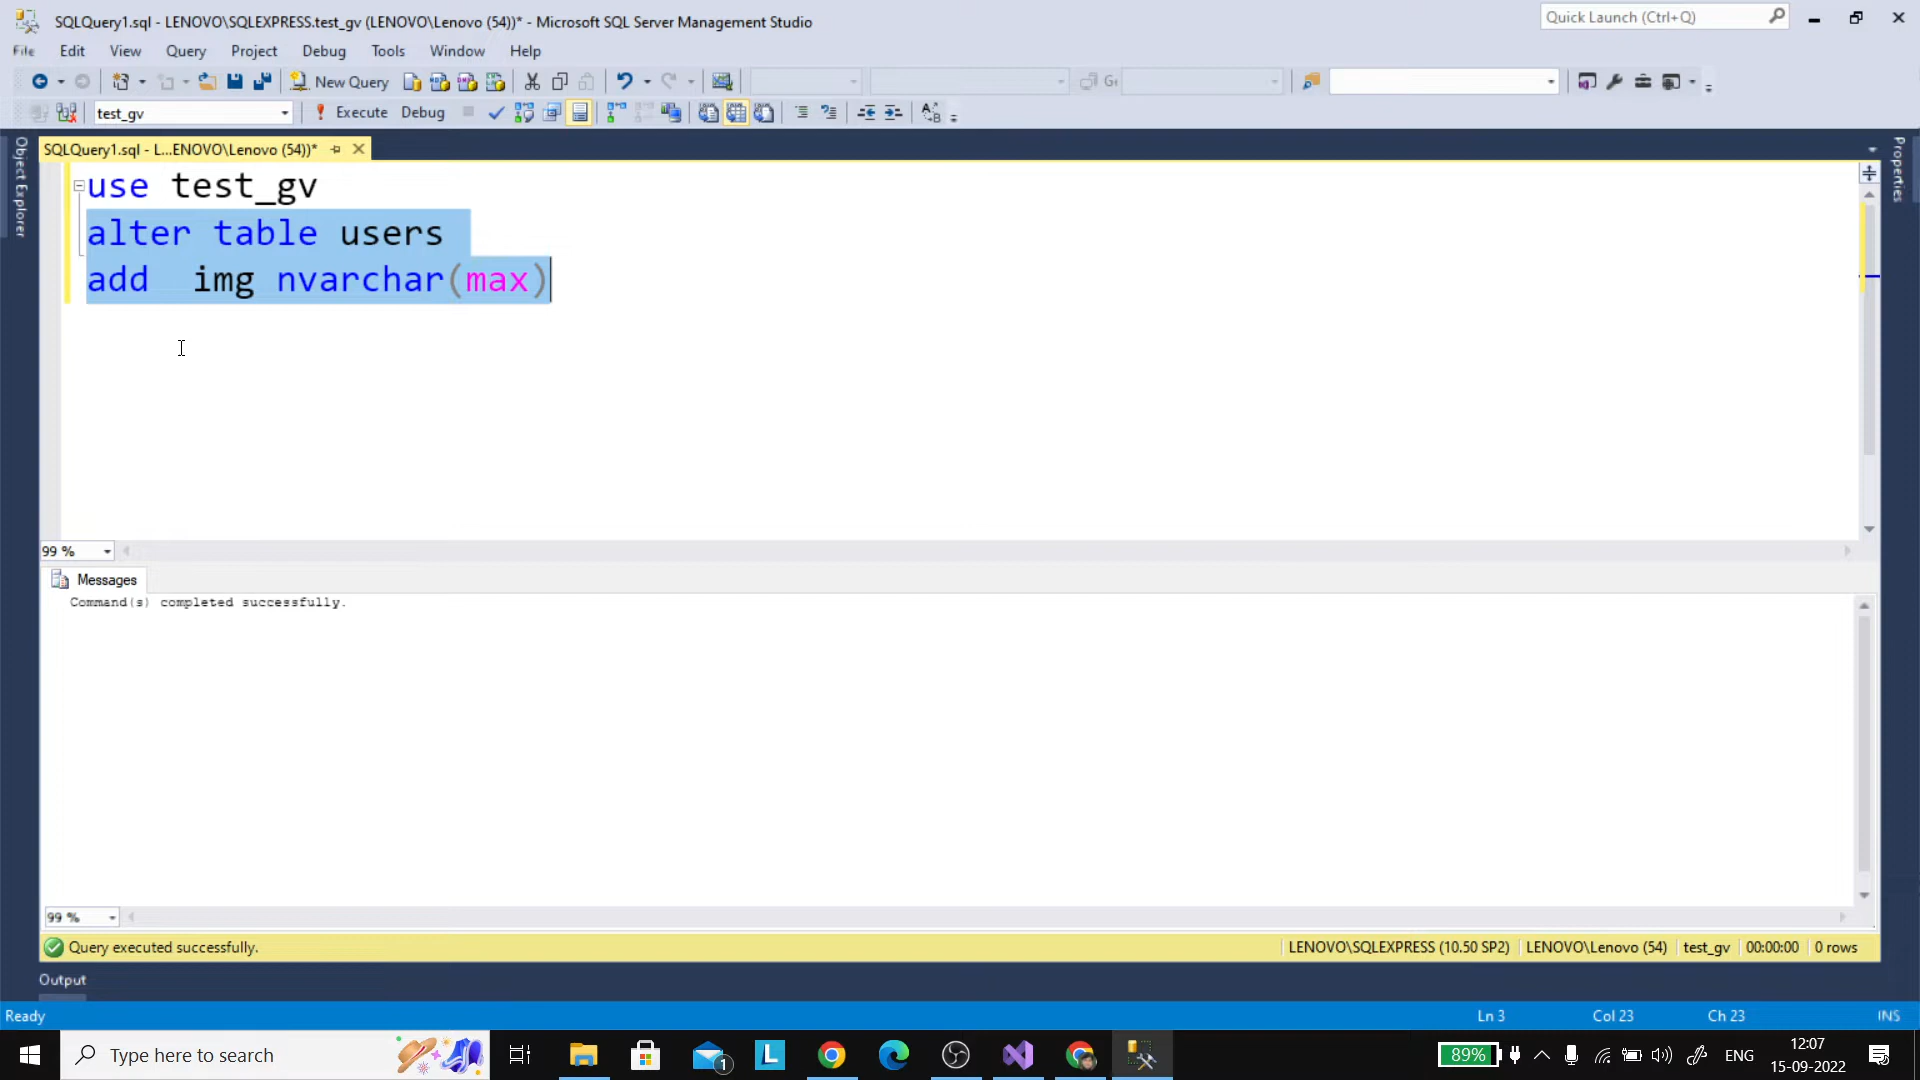 SQLQuery1.sql - LENOVO\SQLEXPRESS.test_gv (LENOVO\Lenovo (54))* - Microsoft SQL Server Management Studio
Quick Launch (Ctrl+Q)
File Edit View Query Project Debug Tools Window Help
New Query
test_gv Execute Debug
Object Explorer
SQLQuery1.sql - L...ENOVO\Lenovo (54))*
Properties
use test_gv
alter table users
add  img nvarchar(max)
99 %
Messages
Command(s) completed successfully.
99 %
Query executed successfully. LENOVO\SQLEXPRESS (10.50 SP2) LENOVO\Lenovo (54) test_gv 00:00:00 0 rows
Output
Ready Ln 3 Col 23 Ch 23 INS
Type here to search 1 L 89% ENG 12:07
15-09-2022